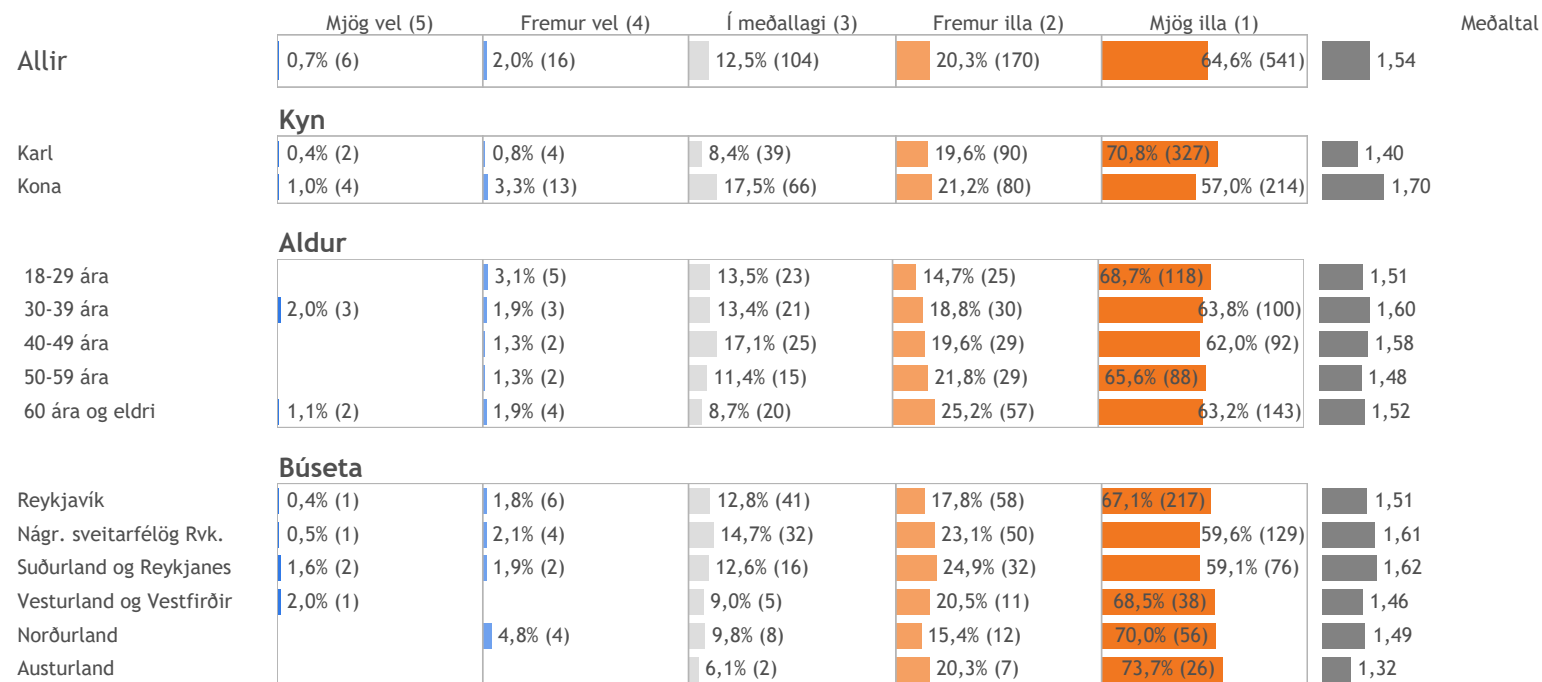 Mjög vel (5) Fremur vel (4) Í meðallagi (3) Fremur illa (2) Mjög illa (1) Meðaltal
Allir 0,7% (6) 2,0% (16) 12,5% (104) 20,3% (170) 64,6% (541) 1,54
Kyn
Karl 0,4% (2) 0,8% (4) 8,4% (39) 19,6% (90) 70,8% (327) 1,40
Kona 1,0% (4) 3,3% (13) 17,5% (66) 21,2% (80) 57,0% (214) 1,70
Aldur
18-29 ára 3,1% (5) 13,5% (23) 14,7% (25) 68,7% (118) 1,51
30-39 ára 2,0% (3) 1,9% (3) 13,4% (21) 18,8% (30) 63,8% (100) 1,60
40-49 ára 1,3% (2) 17,1% (25) 19,6% (29) 62,0% (92) 1,58
50-59 ára 1,3% (2) 11,4% (15) 21,8% (29) 65,6% (88) 1,48
60 ára og eldri 1,1% (2) 1,9% (4) 8,7% (20) 25,2% (57) 63,2% (143) 1,52
Búseta
Reykjavík 0,4% (1) 1,8% (6) 12,8% (41) 17,8% (58) 67,1% (217) 1,51
Nágr. sveitarfélög Rvk. 0,5% (1) 2,1% (4) 14,7% (32) 23,1% (50) 59,6% (129) 1,61
Suðurland og Reykjanes 1,6% (2) 1,9% (2) 12,6% (16) 24,9% (32) 59,1% (76) 1,62
Vesturland og Vestfirðir 2,0% (1) 9,0% (5) 20,5% (11) 68,5% (38) 1,46
Norðurland 4,8% (4) 9,8% (8) 15,4% (12) 70,0% (56) 1,49
Austurland 6,1% (2) 20,3% (7) 73,7% (26) 1,32